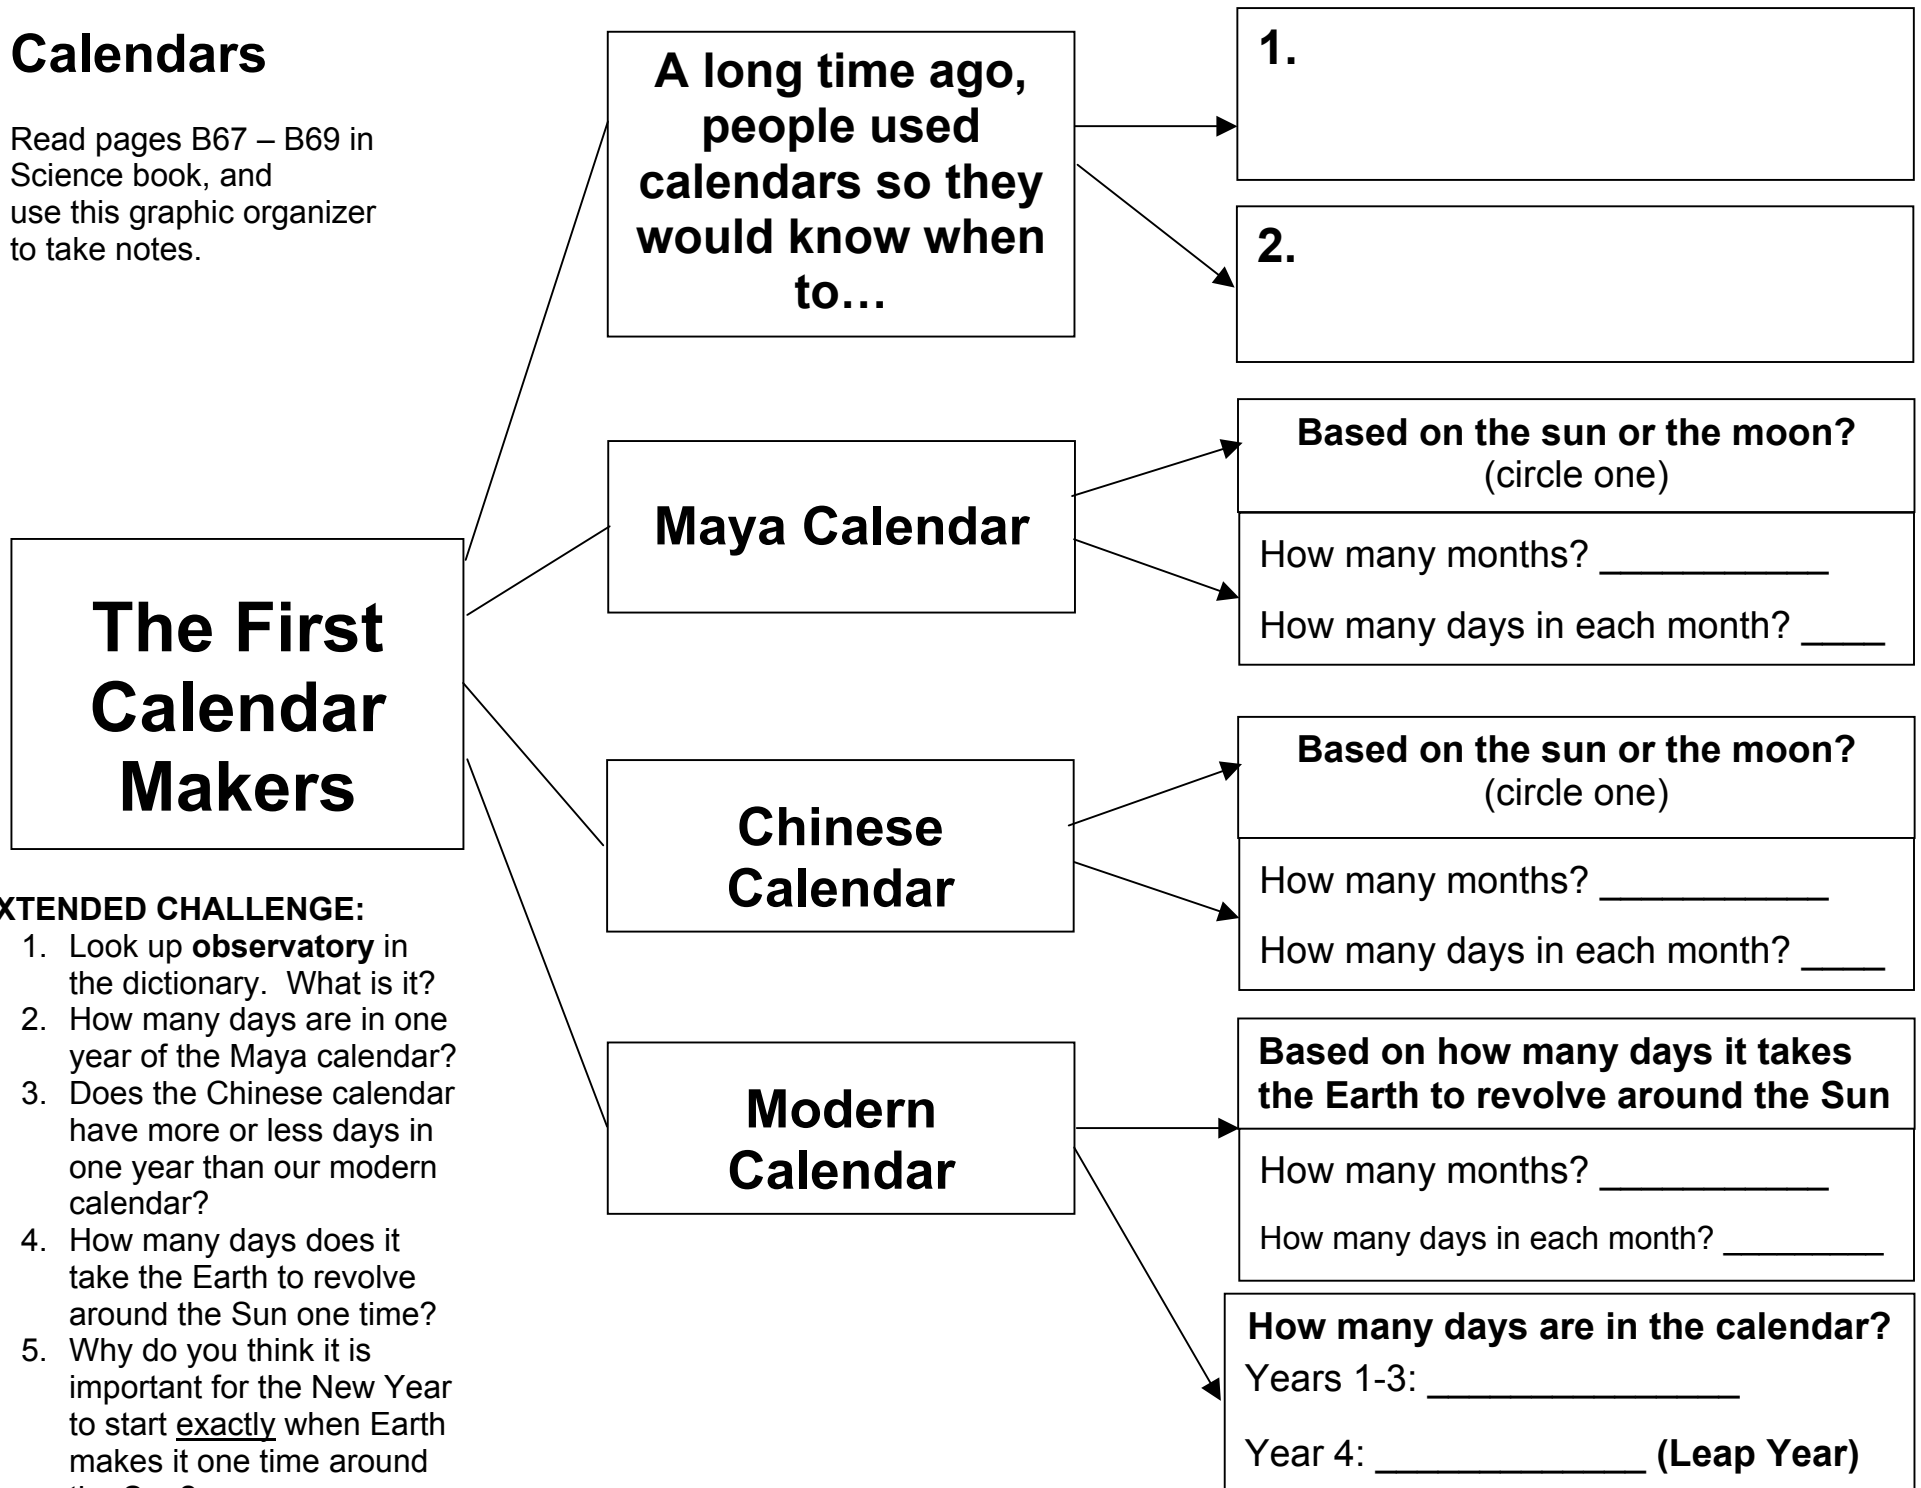 Calendars
Read pages B67 – B69 in
Science book, and
use this graphic organizer
to take notes.
A long time ago,
people used
calendars so they
would know when
to…
1.
2.
Maya Calendar
Based on the sun or the moon?
(circle one)
How many months? ___________
How many days in each month? ____
The First
Calendar
Makers
Chinese
Calendar
Based on the sun or the moon?
(circle one)
How many months? ___________
How many days in each month? ____
Modern
Calendar
Based on how many days it takes
the Earth to revolve around the Sun
How many months? ___________
How many days in each month? _________
How many days are in the calendar?
Years 1-3: _______________
Year 4: _____________ (Leap Year)
XTENDED CHALLENGE:
1. Look up observatory in
the dictionary. What is it?
2. How many days are in one
year of the Maya calendar?
3. Does the Chinese calendar
have more or less days in
one year than our modern
calendar?
4. How many days does it
take the Earth to revolve
around the Sun one time?
5. Why do you think it is
important for the New Year
to start exactly when Earth
makes it one time around